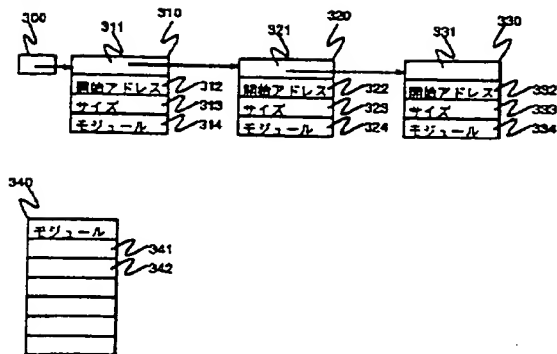 300
311
310
321
320
331
330
開始アドレス 312
サイズ 313
モジュール 314
開始アドレス 322
サイズ 323
モジュール 324
開始アドレス 332
サイズ 333
モジュール 334
340
モジュール
341
342